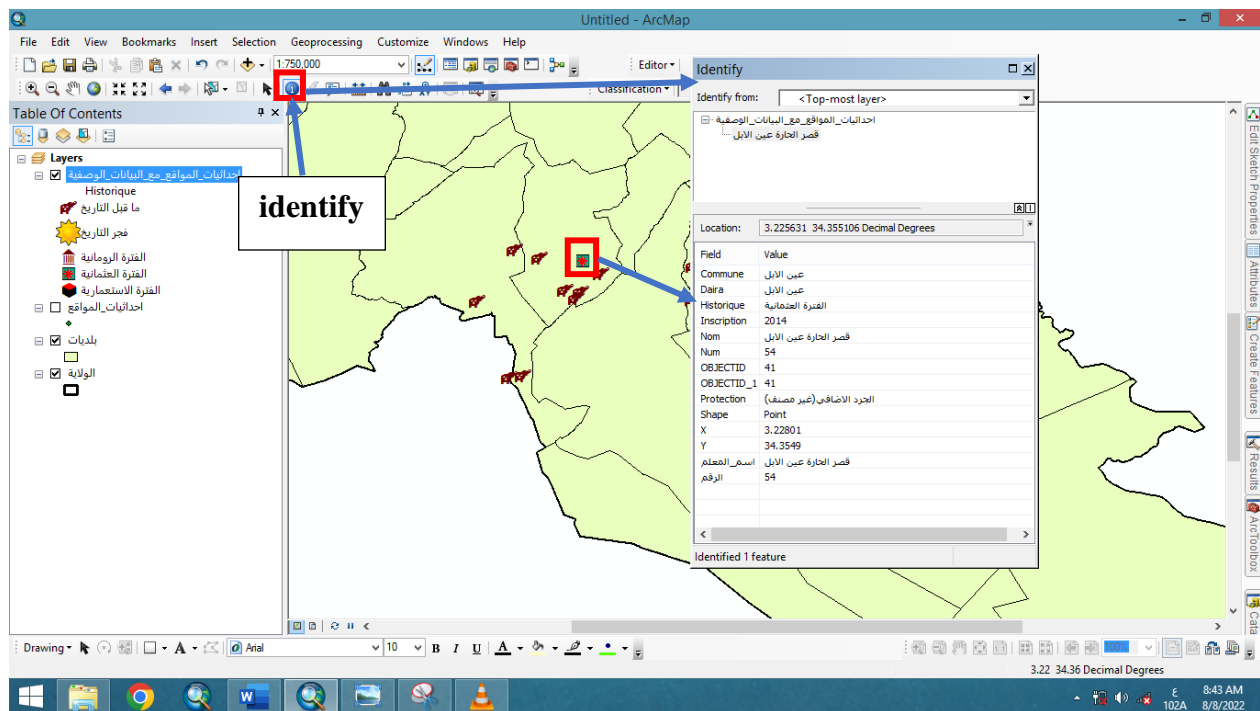 Untitled - ArcMap
File Edit View Bookmarks Insert Selection Geoprocessing Customize Windows Help
1:750,000
Editor
Classification
Table Of Contents
Layers
احداثيات_المواقع_مع_البيانات_الوصفية
Historique
ما قبل التاريخ
فجر التاريخ
الفترة الرومانية
الفترة العثمانية
الفترة الاستعمارية
احداثيات_المواقع
بلديات
الولاية
identify
Identify
Identify from: <Top-most layer>
احداثيات_المواقع_مع_البيانات_الوصفية
قصر الحارة عين الابل
Location: 3.225631 34.355106 Decimal Degrees
Field Value
Commune عين الابل
Daira عين الابل
Historique الفترة العثمانية
Inscription 2014
Nom قصر الحارة عين الابل
Num 54
OBJECTID 41
OBJECTID_1 41
Protection الجرد الاضافي(غير مصنف)
Shape Point
X 3.22801
Y 34.3549
اسم_المعلم قصر الحارة عين الابل
الرقم 54
Identified 1 feature
Edit Sketch Properties
Attributes
Create Features
Results
ArcToolbox
Cata
Drawing A Arial 10 B I U A 100%
3.22 34.36 Decimal Degrees
ع
102A
8:43 AM
8/8/2022